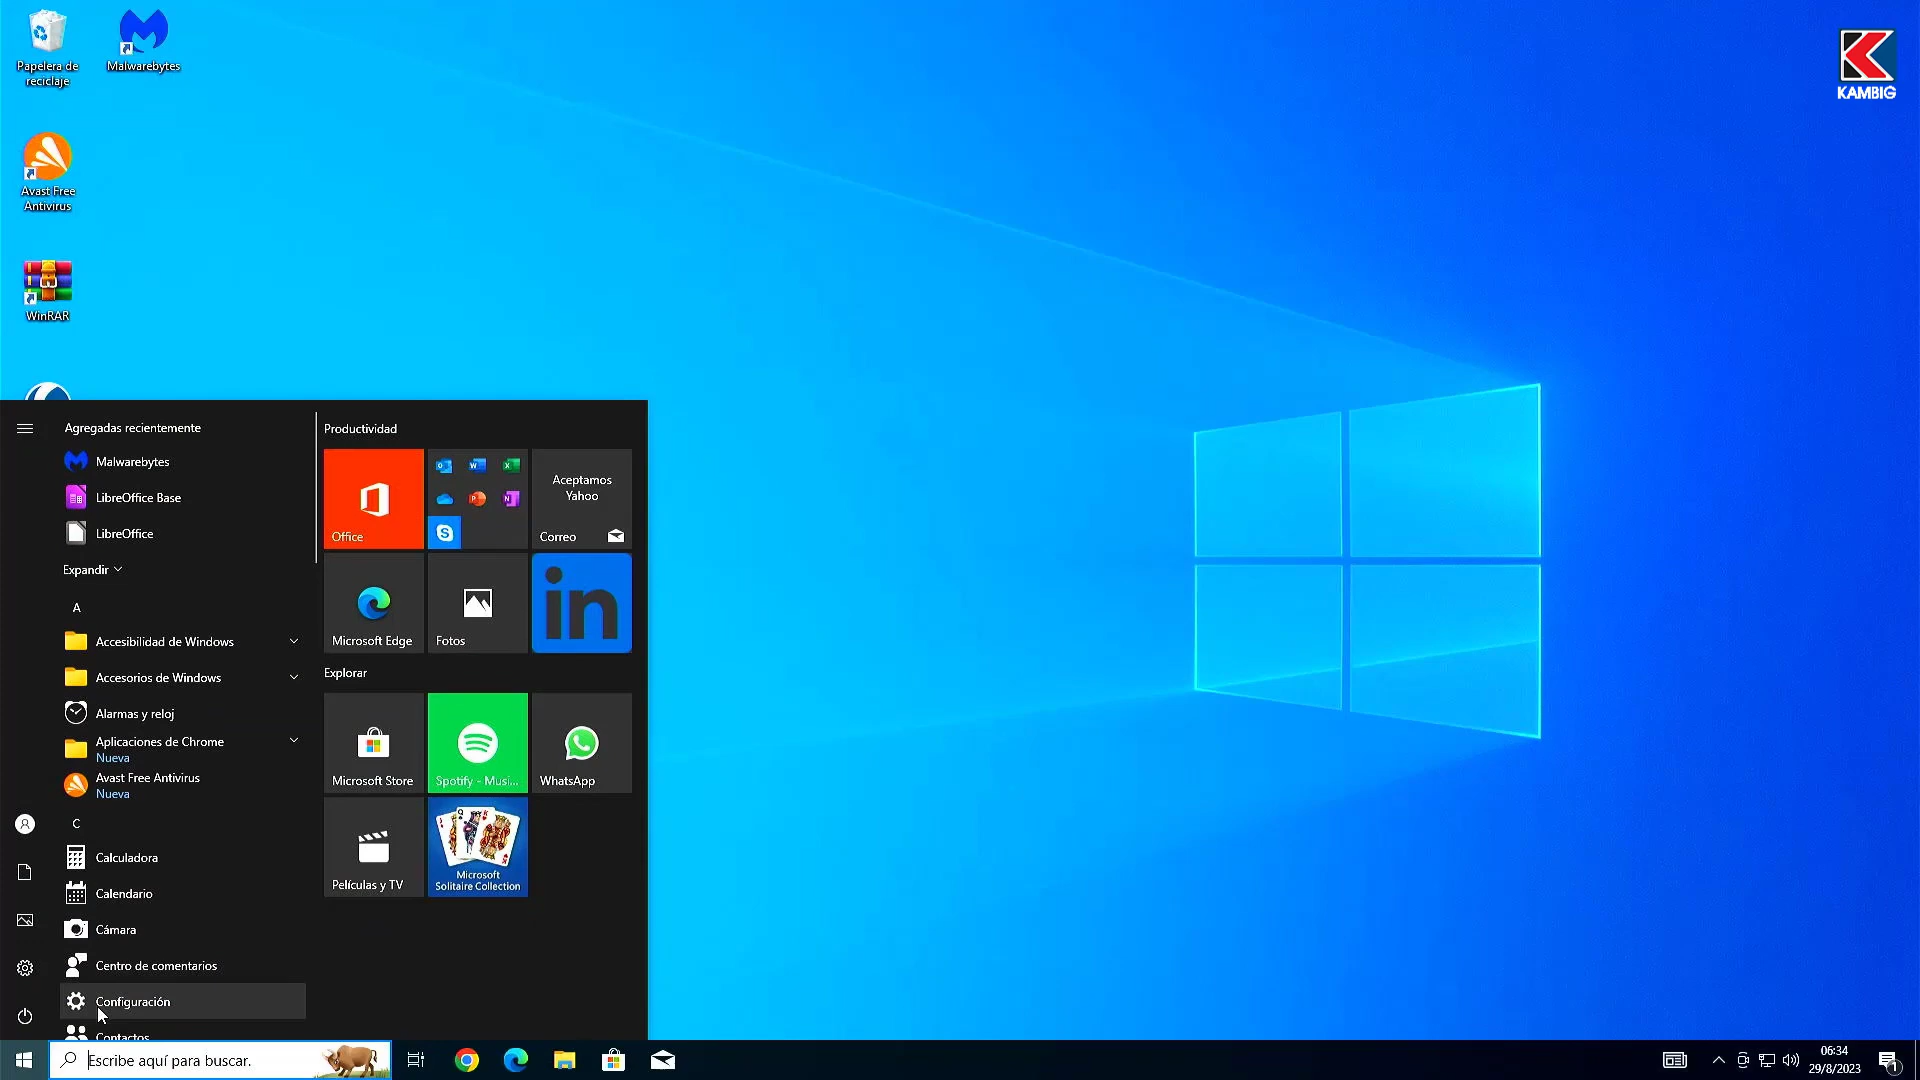 Papelera de
reciclaje
Malwarebytes
Avast Free
Antivirus
WinRAR
KAMBIG
Agregadas recientemente
Malwarebytes
LibreOffice Base
LibreOffice
Expandir
A
Accesibilidad de Windows
Accesorios de Windows
Alarmas y reloj
Aplicaciones de Chrome
Nueva
Avast Free Antivirus
Nueva
C
Calculadora
Calendario
Cámara
Centro de comentarios
Configuración
Contactos
Productividad
Office
Aceptamos
Yahoo
Correo
Microsoft Edge
Fotos
in
Explorar
Microsoft Store
Spotify - Musi...
WhatsApp
Películas y TV
Microsoft
Solitaire Collection
Escribe aquí para buscar.
06:34
29/8/2023
1